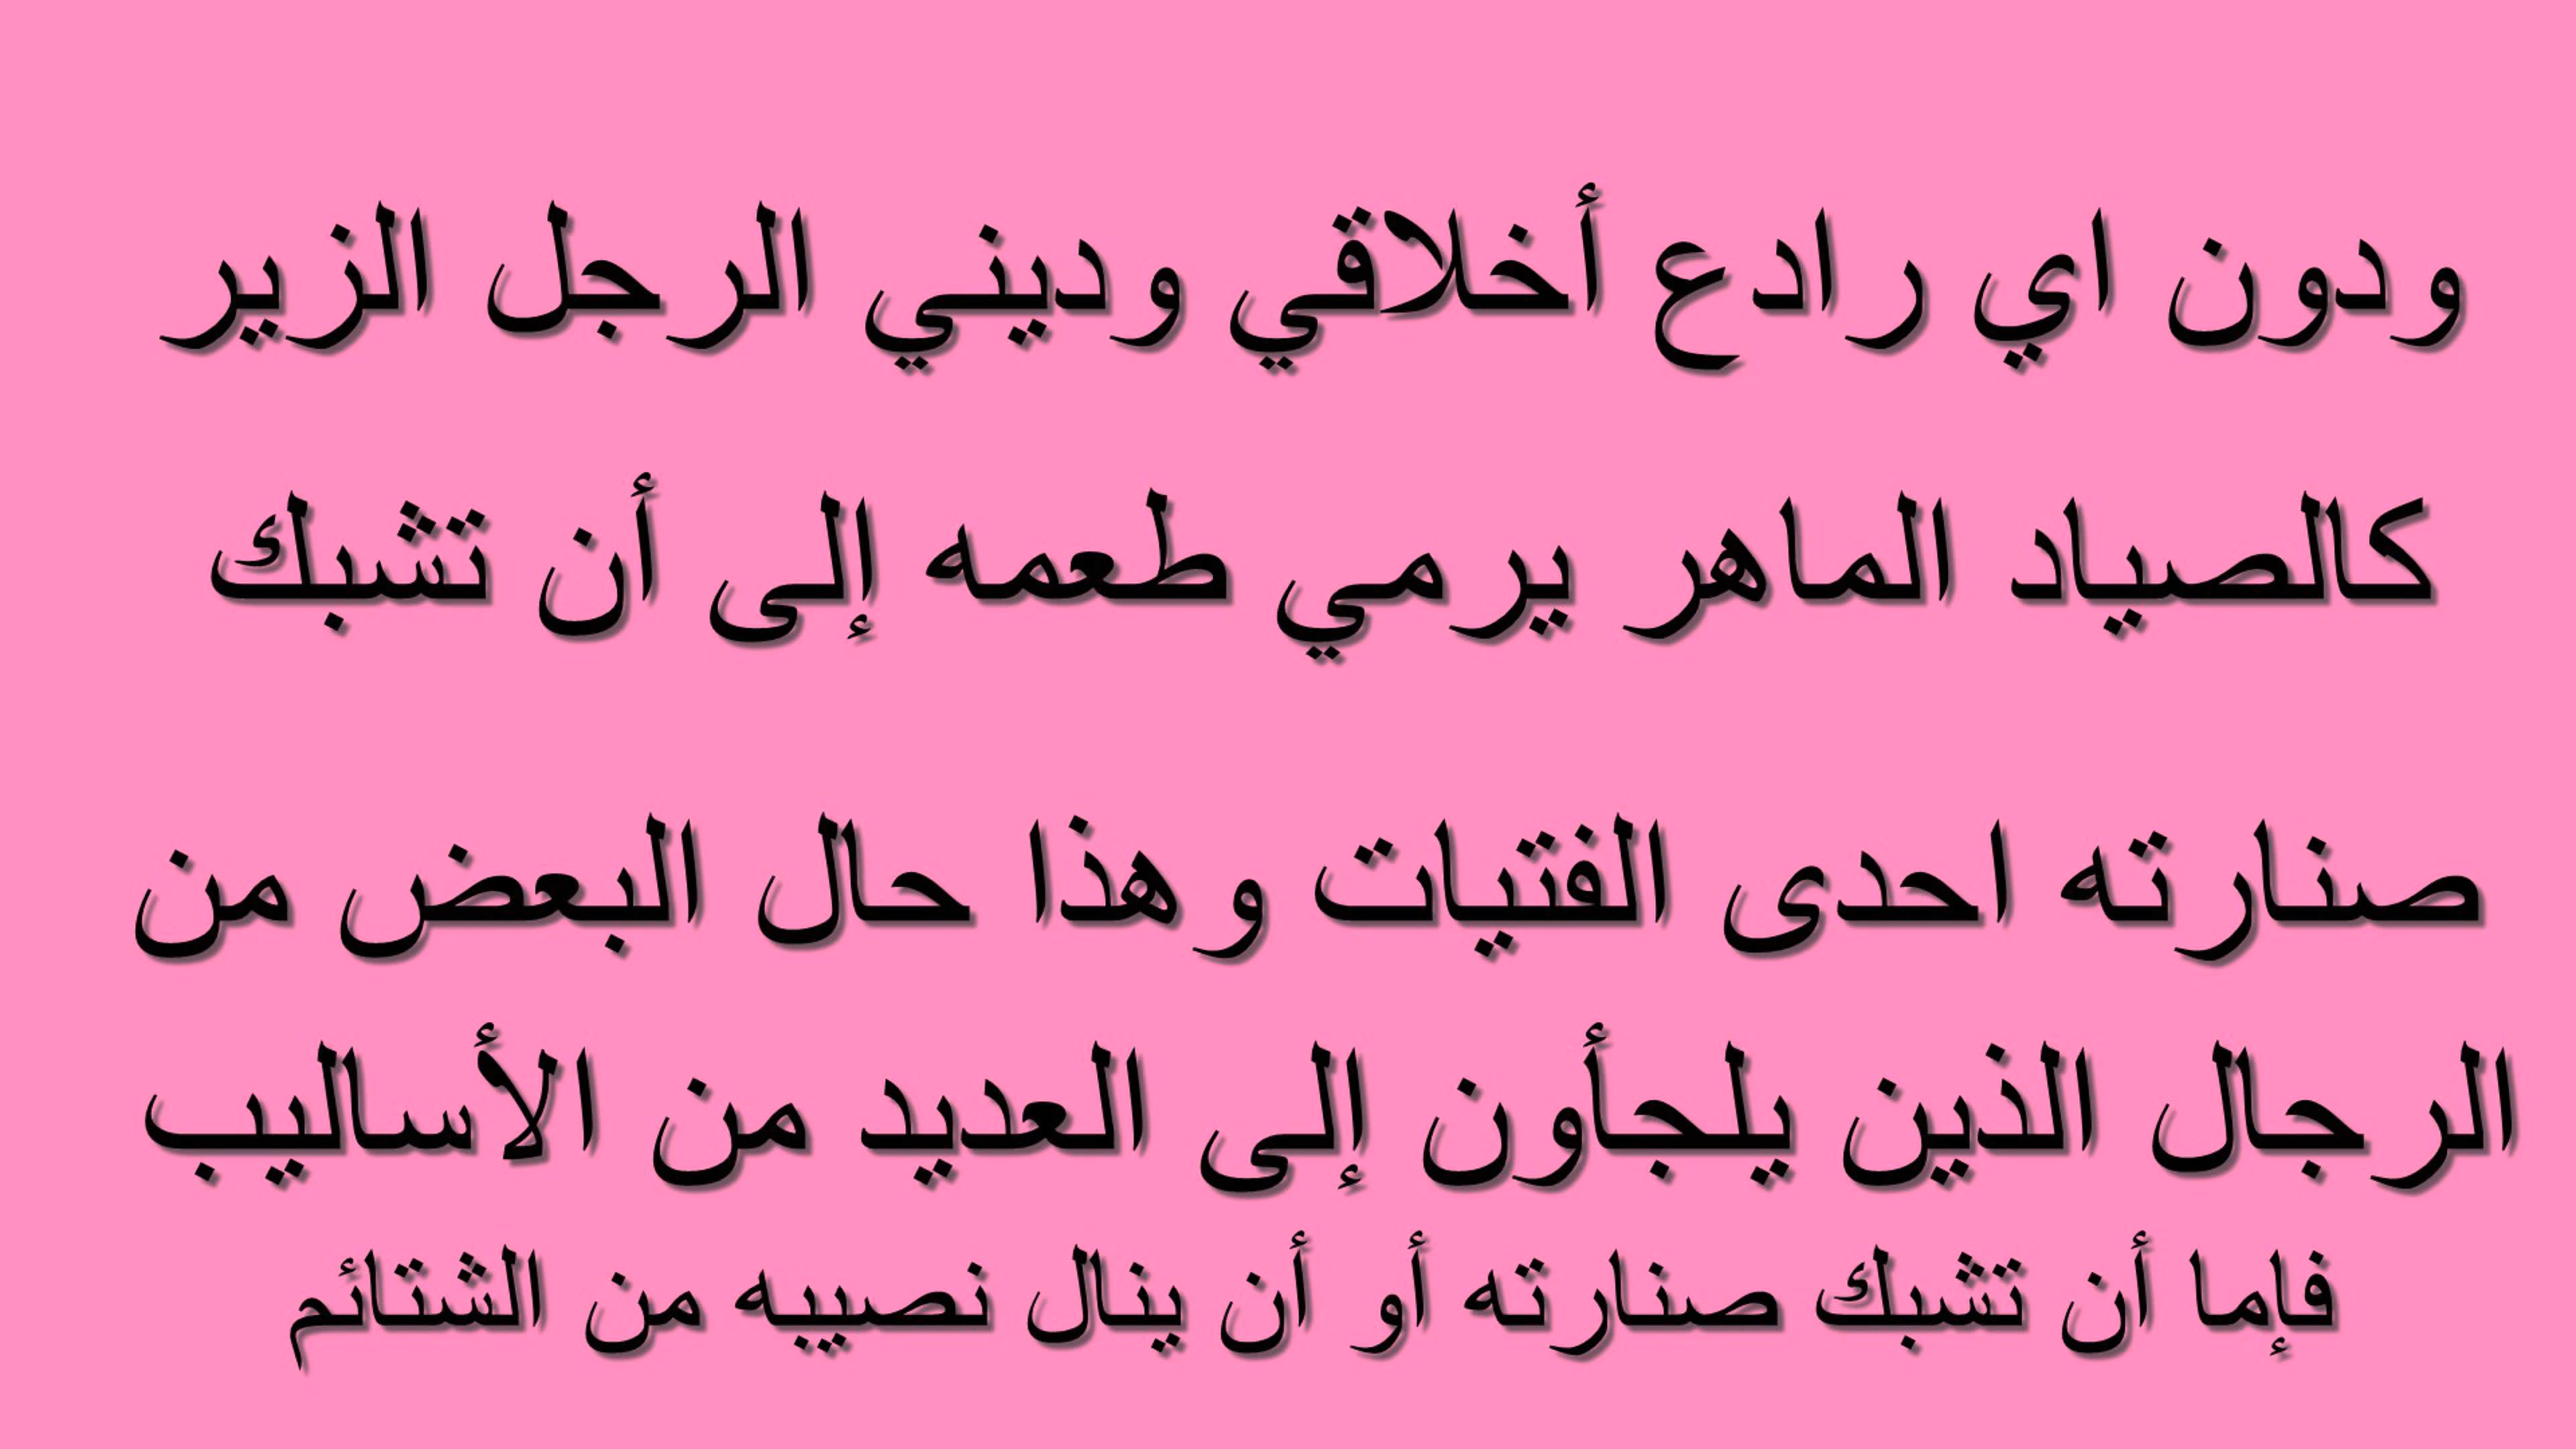 ودون اي رادع أخلاقي وديني الرجل الزير
كالصياد الماهر يرمي طعمه إلى أن تشبك
صنارته احدى الفتيات وهذا حال البعض من
الرجال الذين يلجأون إلى العديد من الأساليب
فإما أن تشبك صنارته أو أن ينال نصيبه من الشتائم